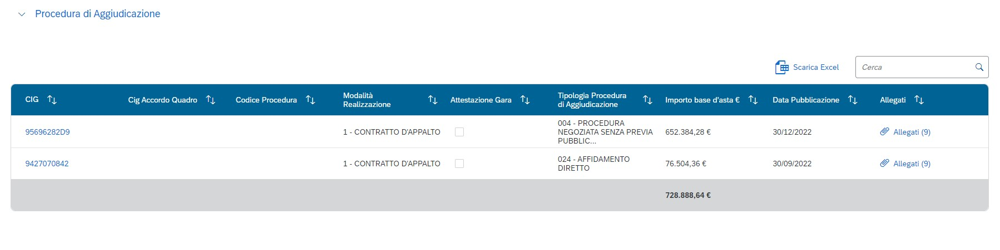 Procedura di Aggiudicazione
Scarica Excel
Cerca
CIG
Cig Accordo Quadro
Codice Procedura
Modalità
Realizzazione
Attestazione Gara
Tipologia Procedura
di Aggiudicazione
Importo base d'asta €
Data Pubblicazione
Allegati
95696282D9
1 - CONTRATTO D'APPALTO
004 - PROCEDURA
NEGOZIATA SENZA PREVIA
PUBBLIC...
652.384,28 €
30/12/2022
Allegati (9)
9427070842
1 - CONTRATTO D'APPALTO
024 - AFFIDAMENTO
DIRETTO
76.504,36 €
30/09/2022
Allegati (9)
728.888,64 €